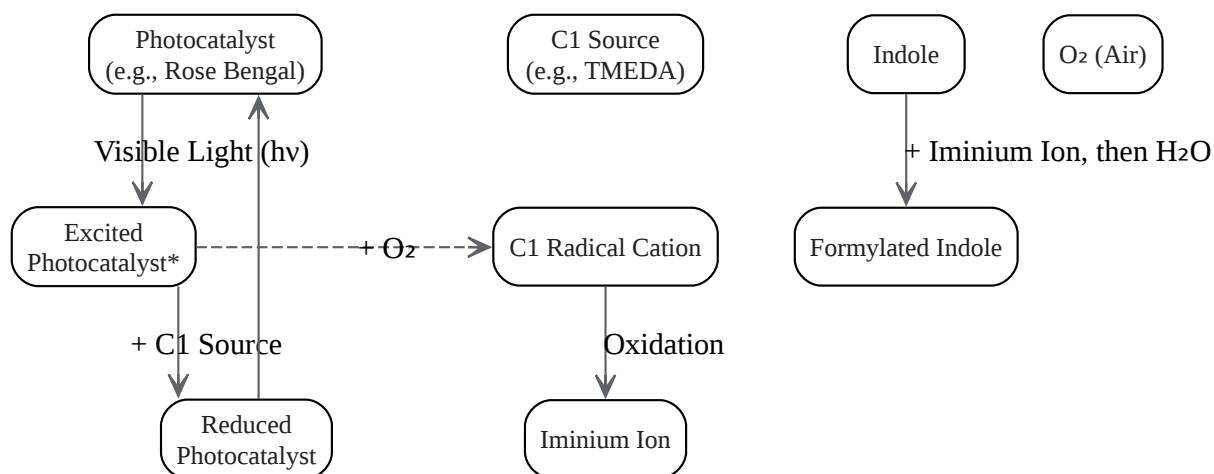 Photocatalyst
(e.g., Rose Bengal)
C1 Source
(e.g., TMEDA)
Indole
O₂ (Air)
Visible Light (hν)
+ Iminium Ion, then H₂O
Excited
Photocatalyst*
+ O₂
C1 Radical Cation
Formylated Indole
+ C1 Source
Oxidation
Reduced
Photocatalyst
Iminium Ion